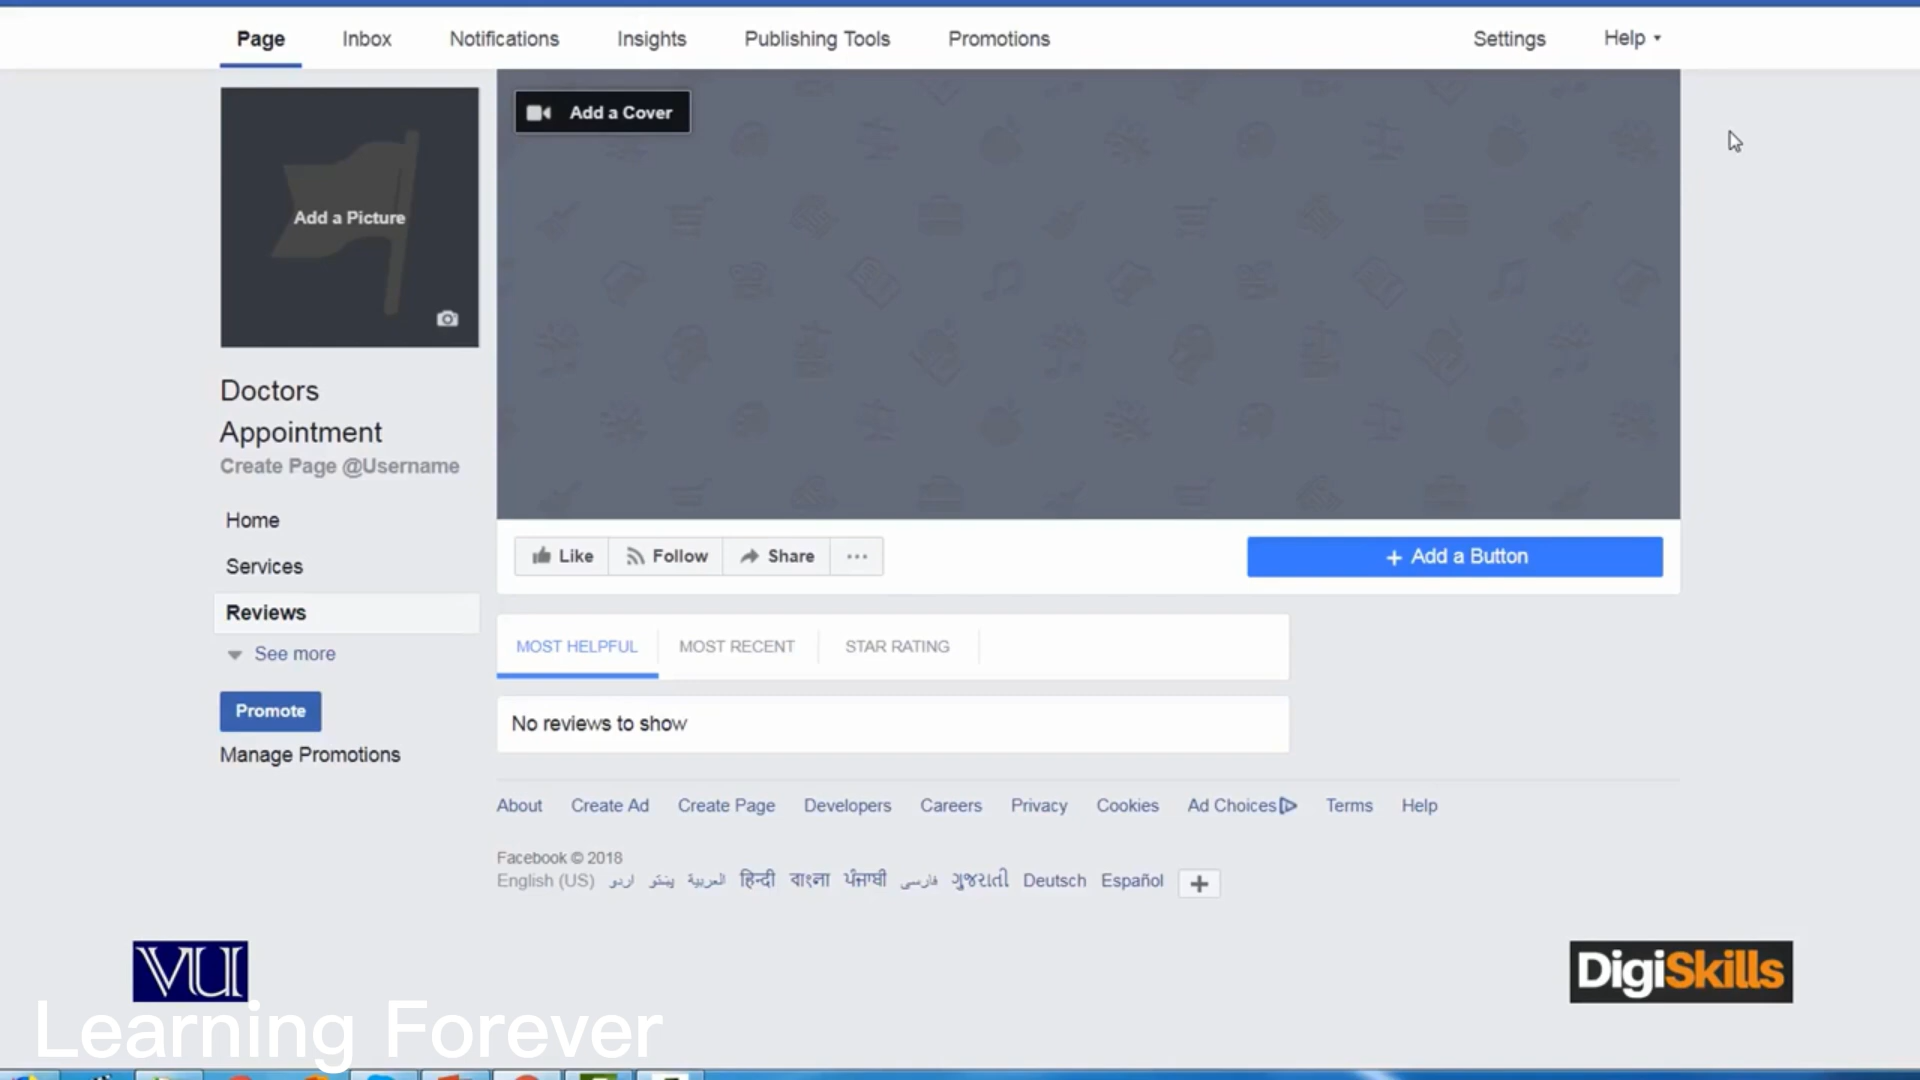 Page Inbox Notifications Insights Publishing Tools Promotions Settings Help
Add a Cover
Add a Picture
Doctors
Appointment
Create Page @Username
Home
Services
Reviews
See more
Promote
Manage Promotions
Like Follow Share ... + Add a Button
MOST HELPFUL MOST RECENT STAR RATING
No reviews to show
About Create Ad Create Page Developers Careers Privacy Cookies Ad Choices Terms Help
Facebook © 2018
English (US) اردو پښتو العربية हिन्दी বাংলা ਪੰਜਾਬੀ فارسی ગુજરાતી Deutsch Español +
VU
DigiSkills
Learning Forever